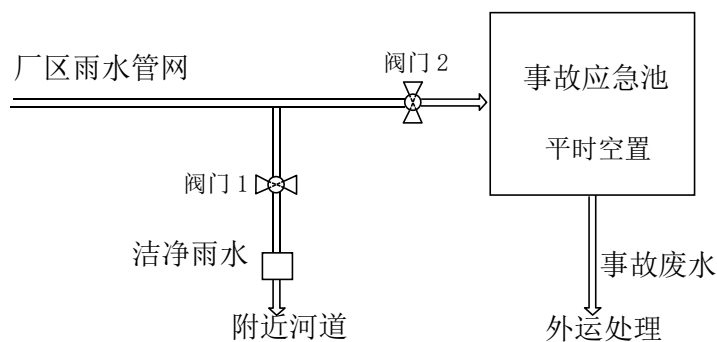 厂区雨水管网
阀门 2
事故应急池
平时空置
阀门 1
洁净雨水
事故废水
附近河道
外运处理